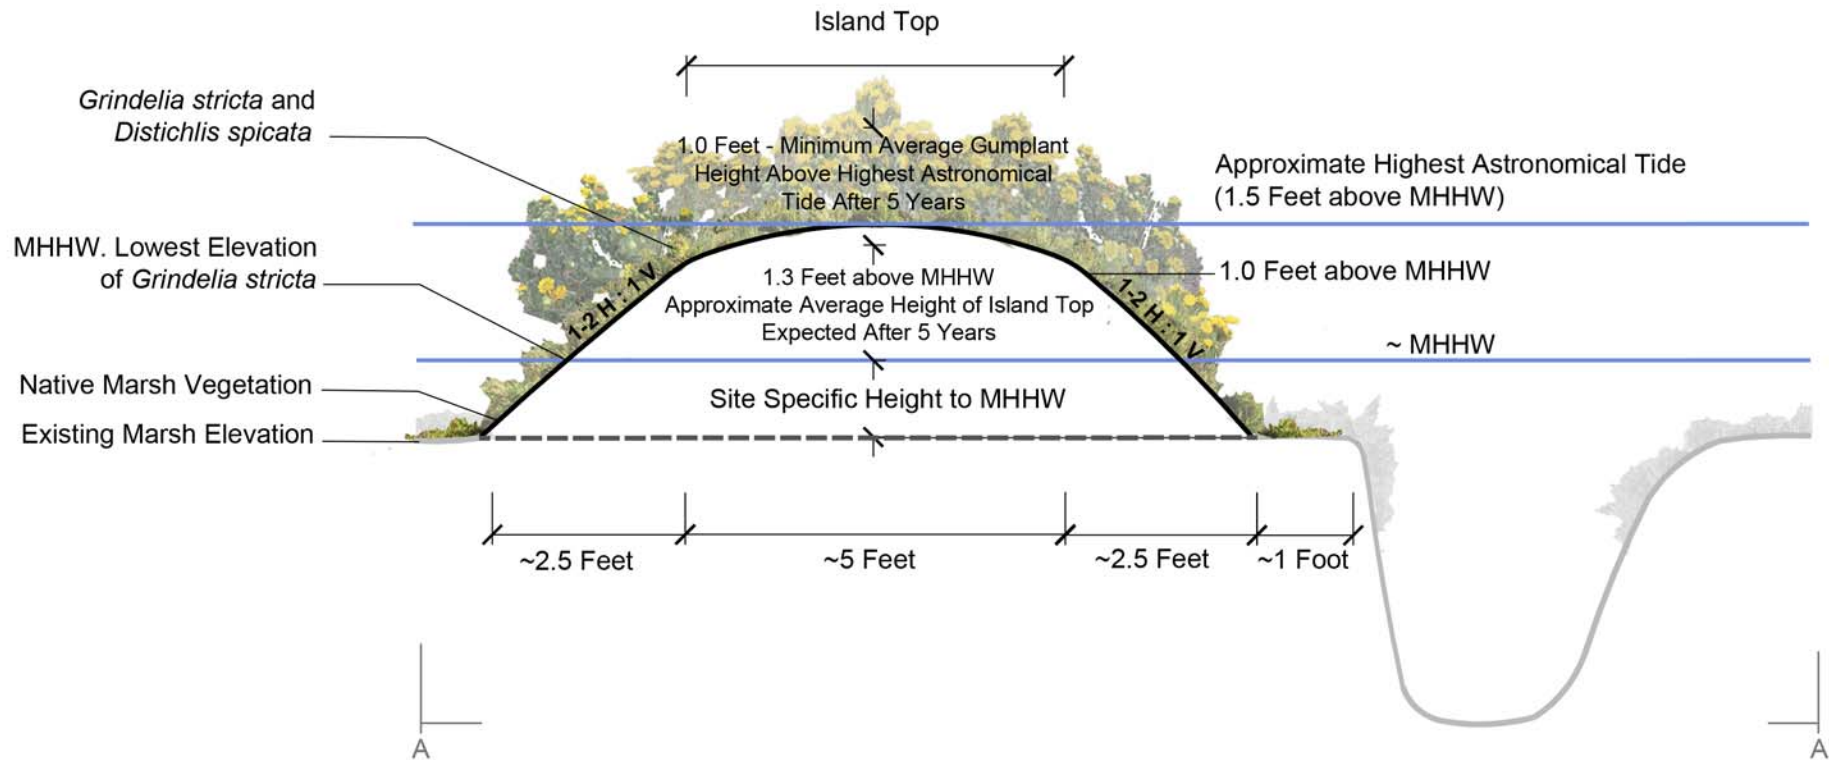 Island Top
Grindelia stricta and
Distichlis spicata
1.0 Feet - Minimum Average Gumplant
Height Above Highest Astronomical
Tide After 5 Years
Approximate Highest Astronomical Tide
(1.5 Feet above MHHW)
MHHW. Lowest Elevation
of Grindelia stricta
1-2 H : 1 V
1.3 Feet above MHHW
Approximate Average Height of Island Top
Expected After 5 Years
1-2 H : 1 V
1.0 Feet above MHHW
~ MHHW
Native Marsh Vegetation
Site Specific Height to MHHW
Existing Marsh Elevation
~2.5 Feet
~5 Feet
~2.5 Feet
~1 Foot
A
A